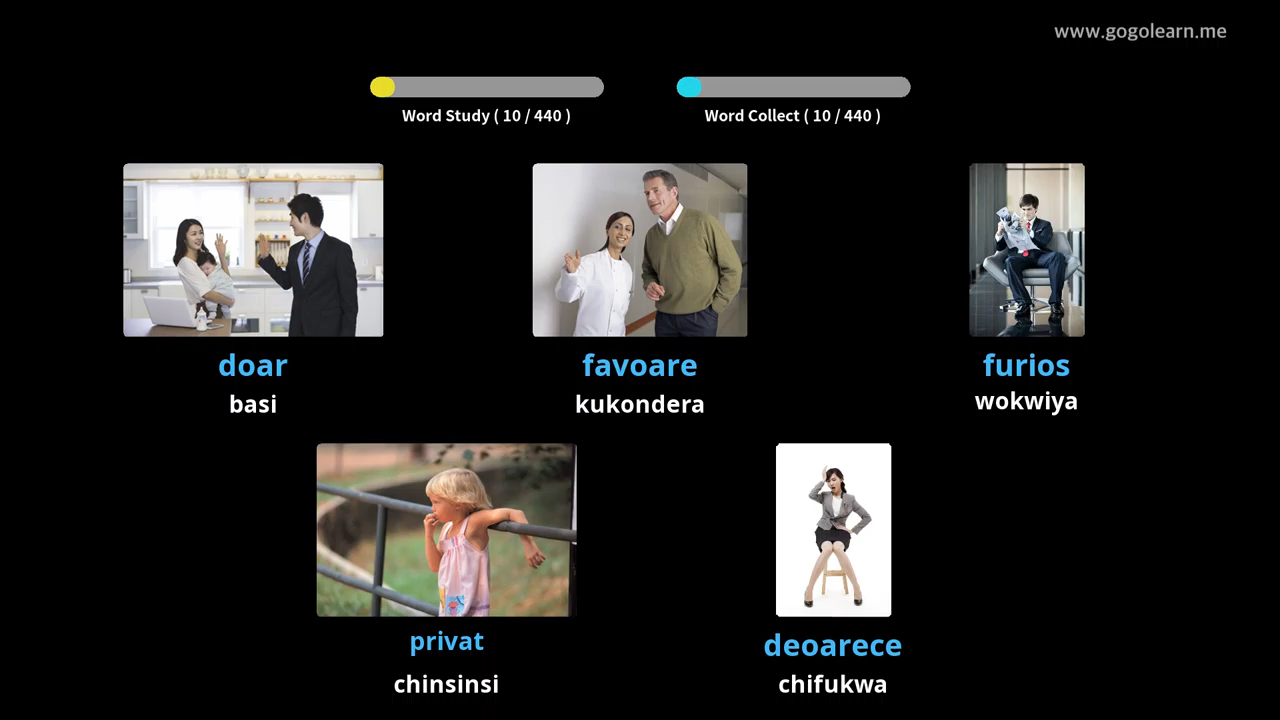 www.gogolearn.me
Word Study ( 10 / 440 )
Word Collect ( 10 / 440 )
doar
basi
favoare
kukondera
furios
wokwiya
privat
chinsinsi
deoarece
chifukwa